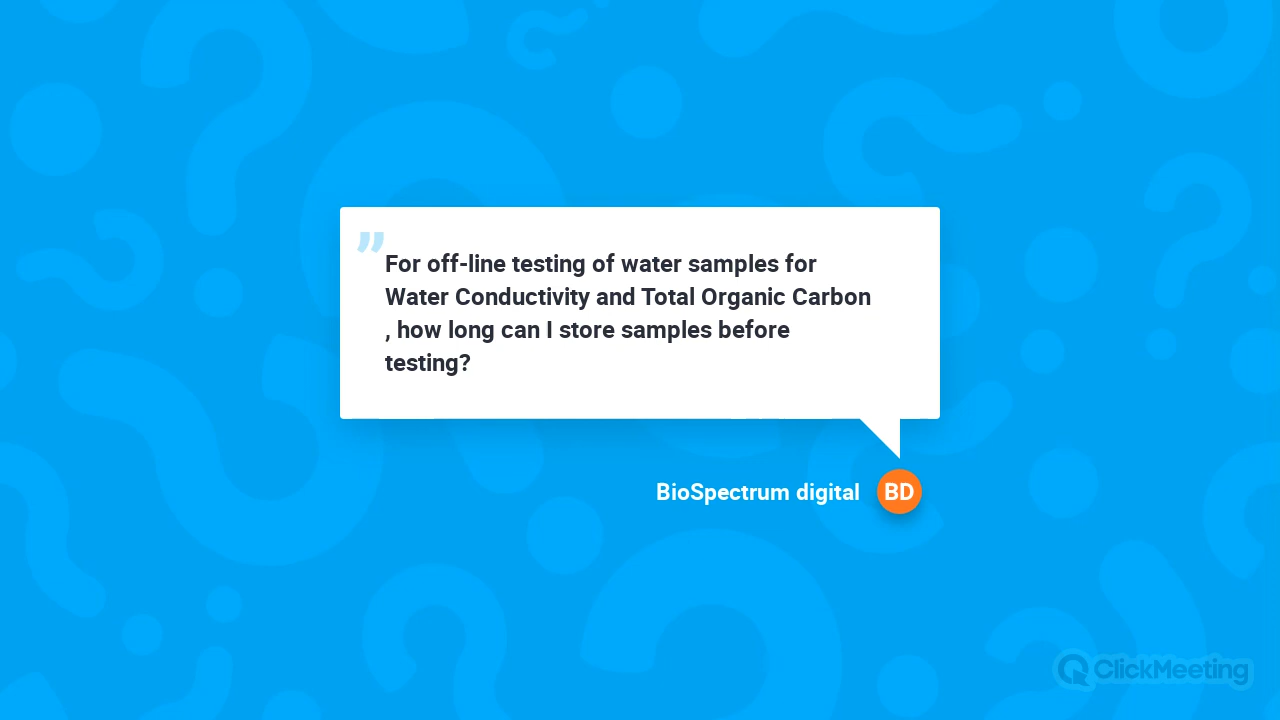 ”
For off-line testing of water samples for
Water Conductivity and Total Organic Carbon
, how long can I store samples before
testing?
BioSpectrum digital BD
ClickMeeting